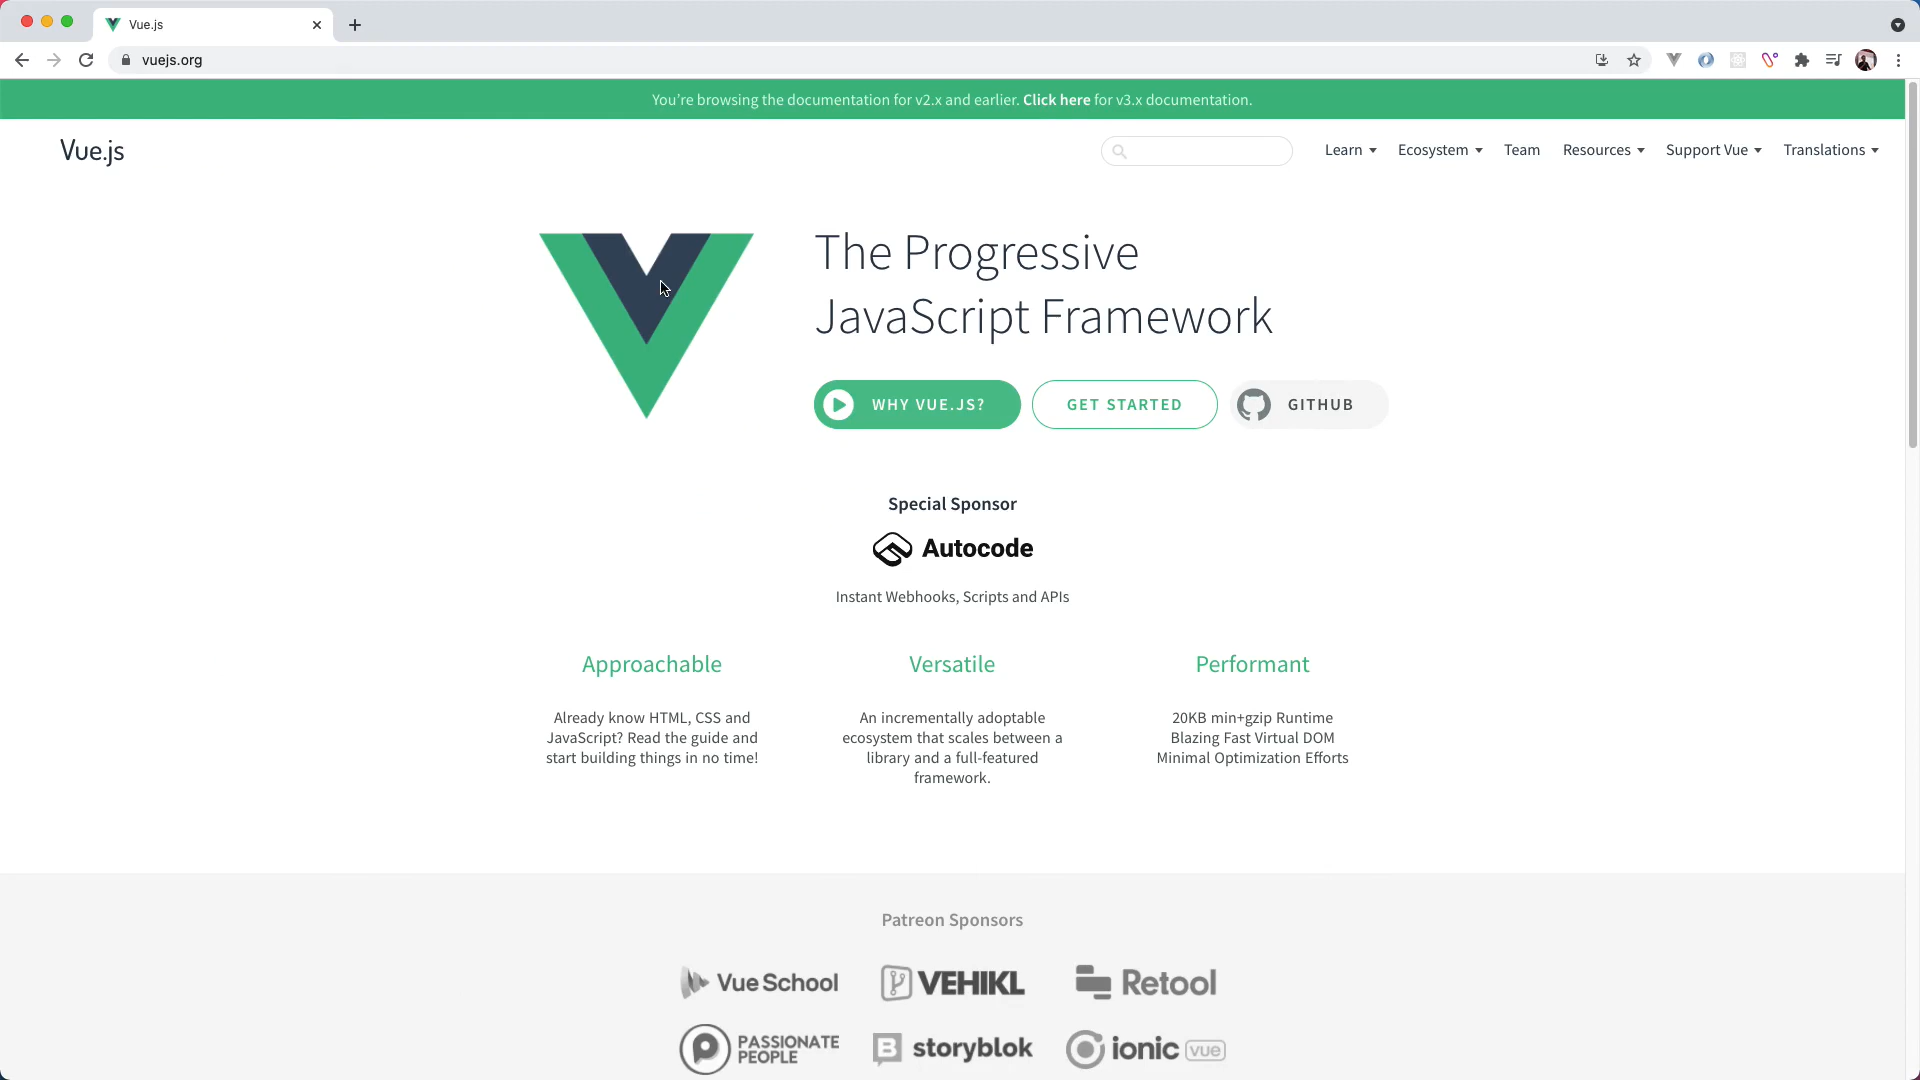 Vue.js
vuejs.org
You're browsing the documentation for v2.x and earlier. Click here for v3.x documentation.
Vue.js
Learn
Ecosystem
Team
Resources
Support Vue
Translations
The Progressive
JavaScript Framework
WHY VUE.JS?
GET STARTED
GITHUB
Special Sponsor
Autocode
Instant Webhooks, Scripts and APIs
Approachable
Already know HTML, CSS and
JavaScript? Read the guide and
start building things in no time!
Versatile
An incrementally adoptable
ecosystem that scales between a
library and a full-featured
framework.
Performant
20KB min+gzip Runtime
Blazing Fast Virtual DOM
Minimal Optimization Efforts
Patreon Sponsors
Vue School
VEHIKL
Retool
PASSIONATE
PEOPLE
storyblok
ionic vue